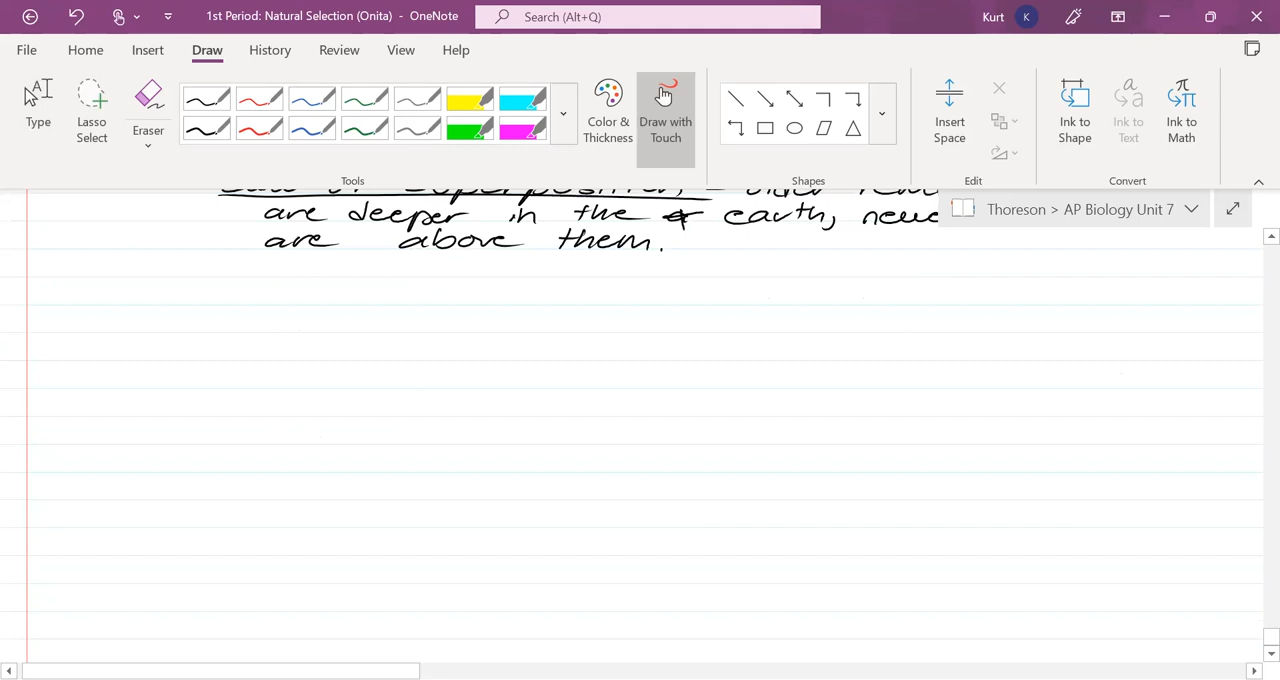 1st Period: Natural Selection (Onita) - OneNote
Search (Alt+Q)
Kurt
K
File Home Insert Draw History Review View Help
Type
Lasso Select
Eraser
Color & Thickness
Draw with Touch
Insert Space
Ink to Shape
Ink to Text
Ink to Math
Tools
Shapes
Edit
Convert
Thoreson > AP Biology Unit 7
Superposition, - older
are deeper in the earth,
are above them.